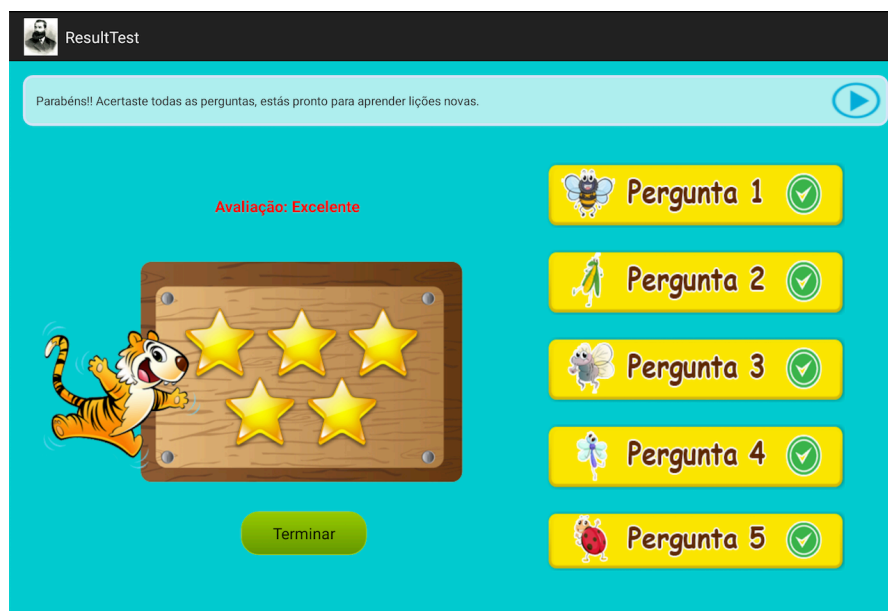 ResultTest
Parabéns!! Acertaste todas as perguntas, estás pronto para aprender lições novas.
Avaliação: Excelente
Terminar
Pergunta 1
Pergunta 2
Pergunta 3
Pergunta 4
Pergunta 5